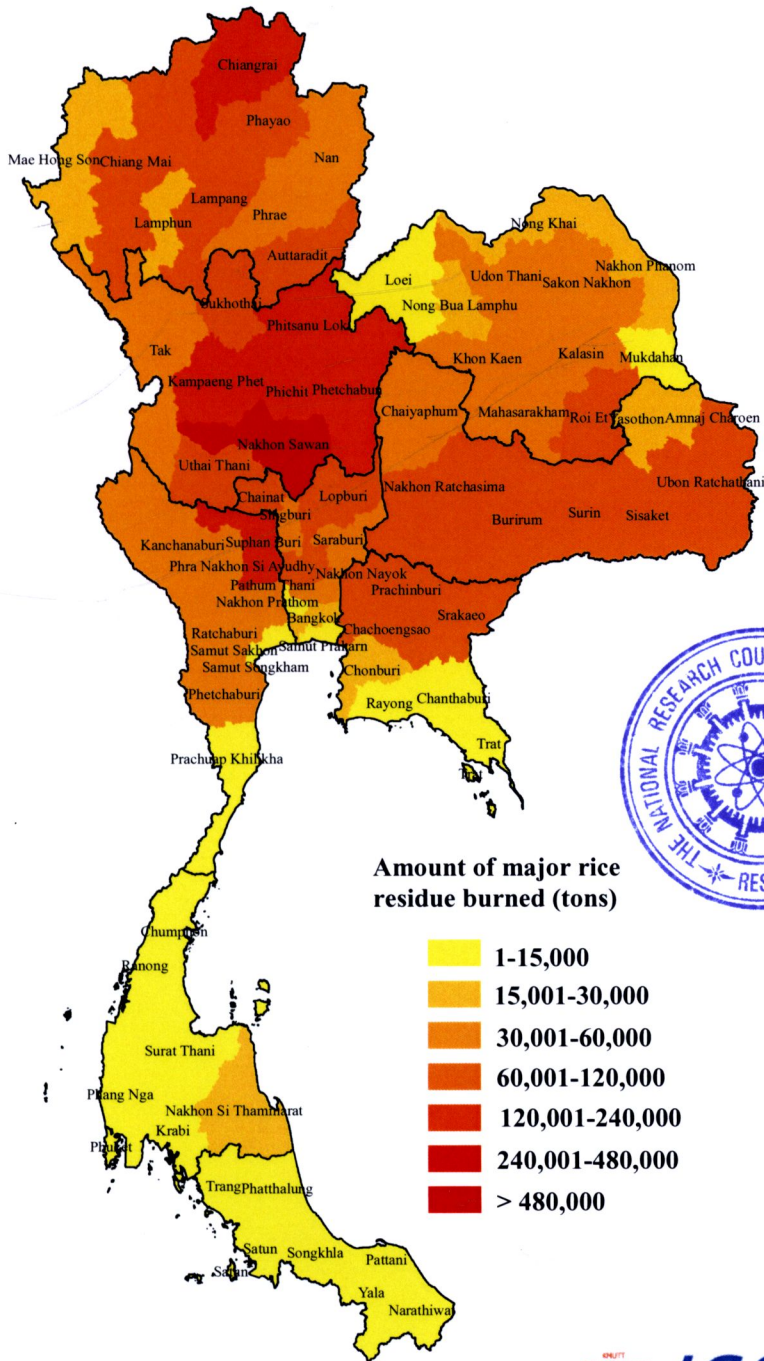 Chiangrai
Phayao
Mae Hong Son
Chiang Mai
Nan
Lampang
Lamphun
Phrae
Auttaradit
Nong Khai
Loei
Udon Thani
Nakhon Phanom
Sakon Nakhon
Sukhothai
Nong Bua Lamphu
Phitsanu Lok
Tak
Khon Kaen
Kalasin
Mukdahan
Kampaeng Phet
Phichit
Phetchabun
Chaiyaphum
Mahasarakham
Roi Et
Yasothon
Amnaj Charoen
Nakhon Sawan
Uthai Thani
Nakhon Ratchasima
Ubon Ratchathani
Chainat
Lopburi
Singburi
Burirum
Surin
Sisaket
Kanchanaburi
Suphan Buri
Saraburi
Phra Nakhon Si Ayudhy
Nakhon Nayok
Pathum Thani
Prachinburi
Nakhon Prathom
Bangkok
Srakaeo
Ratchaburi
Chachoengsao
Samut Sakhon
Samut Prakarn
Samut Songkham
Chonburi
Phetchaburi
Rayong
Chanthaburi
Trat
Prachuap Khilikha
Trat
THE NATIONAL RESEARCH COU
RES
Amount of major rice
residue burned (tons)
1-15,000
15,001-30,000
30,001-60,000
60,001-120,000
120,001-240,000
240,001-480,000
> 480,000
Chumphon
Ranong
Surat Thani
Phang Nga
Nakhon Si Thammarat
Krabi
Phuket
Trang
Phatthalung
Satun
Songkhla
Pattani
Satun
Yala
Narathiwa